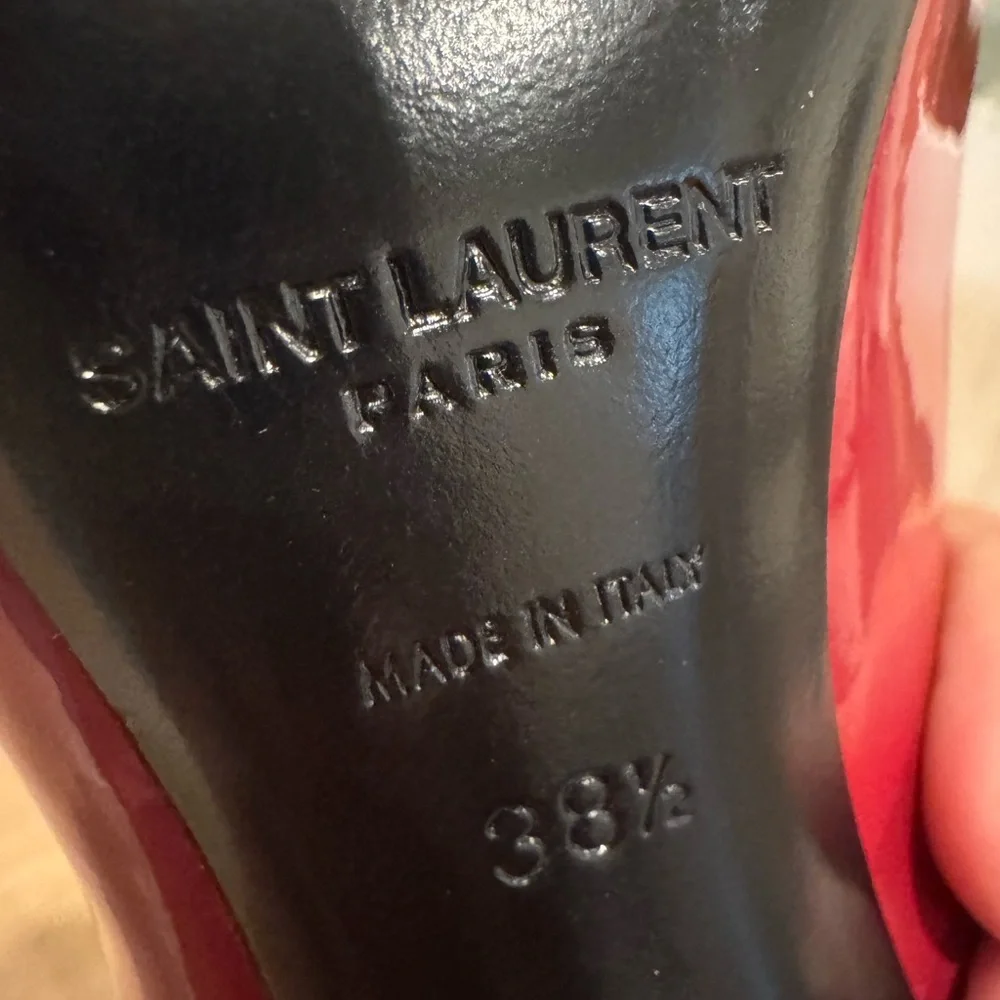 SAINT LAURENT
PARIS
MADE IN ITALY
38½